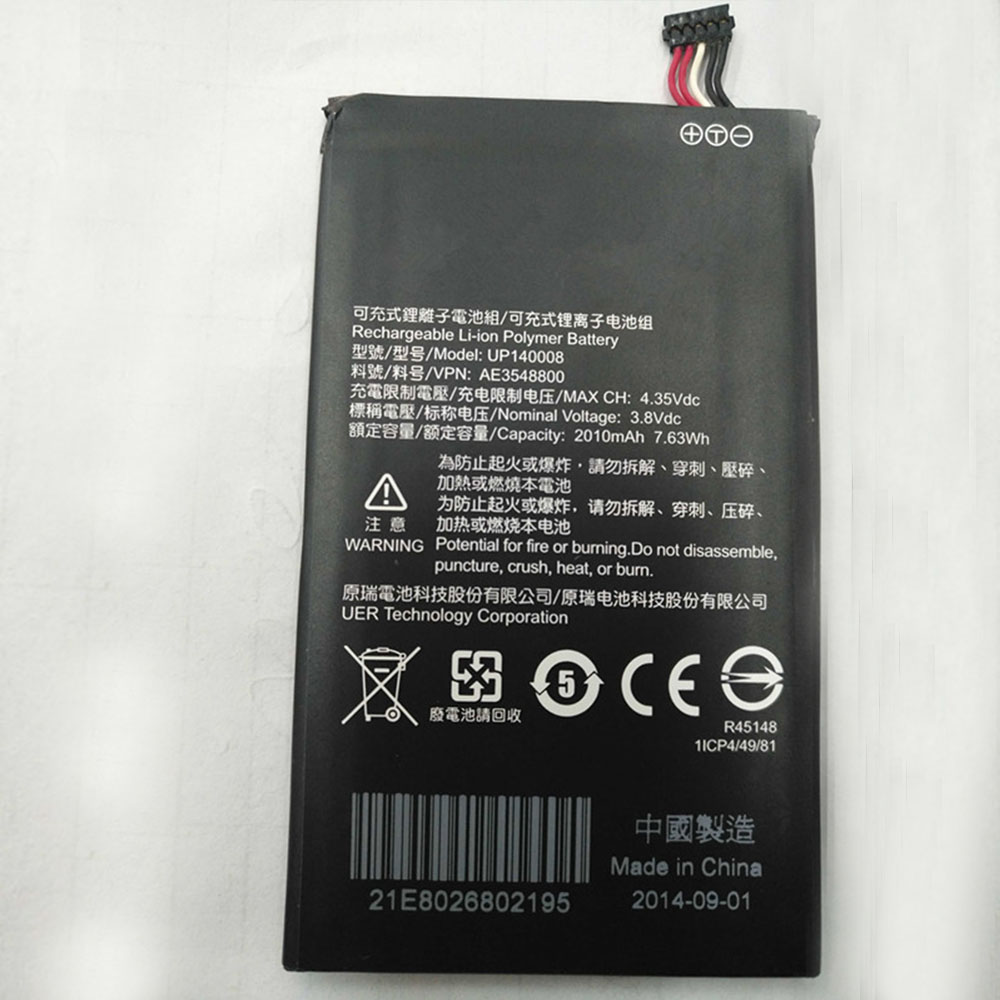 + T −
可充式鋰離子電池組/可充式锂离子电池组
Rechargeable Li-ion Polymer Battery
型號/型号/Model: UP140008
料號/料号/VPN: AE3548800
充電限制電壓/充电限制电压/MAX CH: 4.35Vdc
標稱電壓/标称电压/Nominal Voltage: 3.8Vdc
額定容量/额定容量/Capacity: 2010mAh 7.63Wh
為防止起火或爆炸，請勿拆解、穿刺、壓碎、
加熱或燃燒本電池
为防止起火或爆炸，请勿拆解、穿刺、压碎、
加热或燃烧本电池
注意
WARNING
Potential for fire or burning.Do not disassemble,
puncture, crush, heat, or burn.
原瑞電池科技股份有限公司/原瑞电池科技股份有限公司
UER Technology Corporation
廢電池請回收
5
CE
R45148
1ICP4/49/81
21E8026802195
中國製造
Made in China
2014-09-01